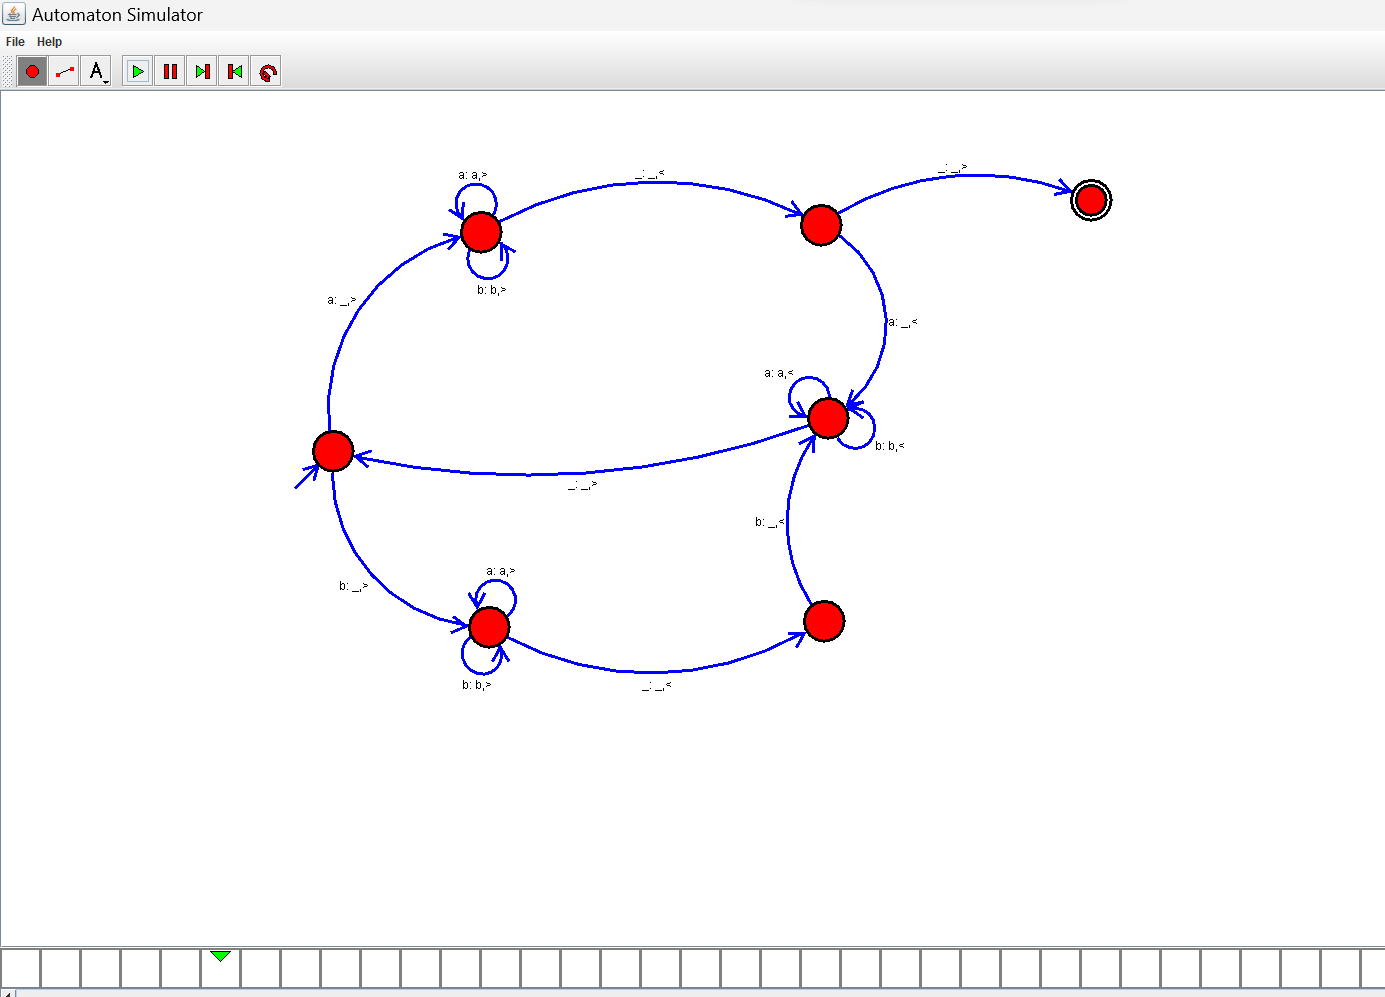 Automaton Simulator
File Help
A
_: _,>
a: a,>
_: _,<
b: b,>
a: _,>
a: _,<
a: a,<
b: b,<
_: _,>
b: _,<
a: a,>
b: _,>
b: b,>
_: _,<